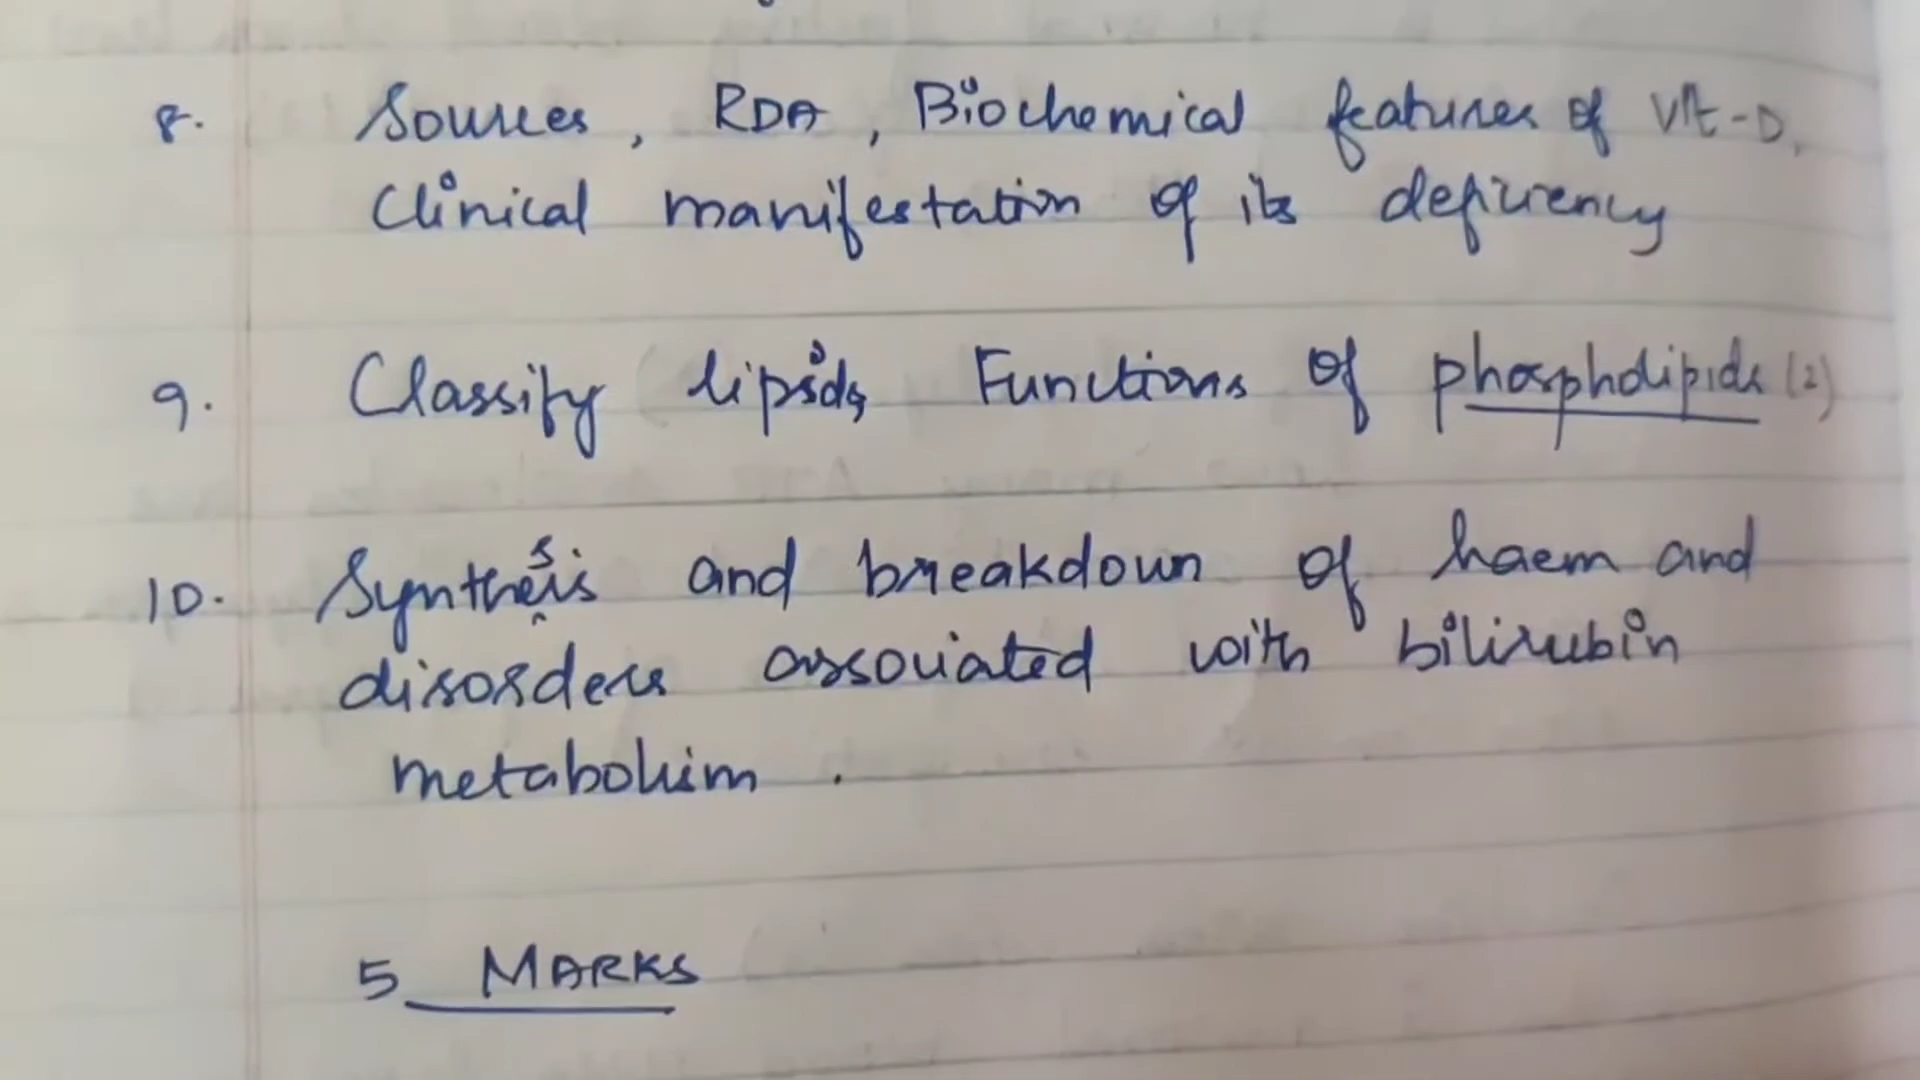 8. Sources, RDA, Biochemical features of Vit-D,
Clinical manifestation of its deficiency
9. Classify lipids, Functions of phospholipids (2)
10. Synthesis and breakdown of haem and
disorders associated with bilirubin
metabolism.
5 MARKS